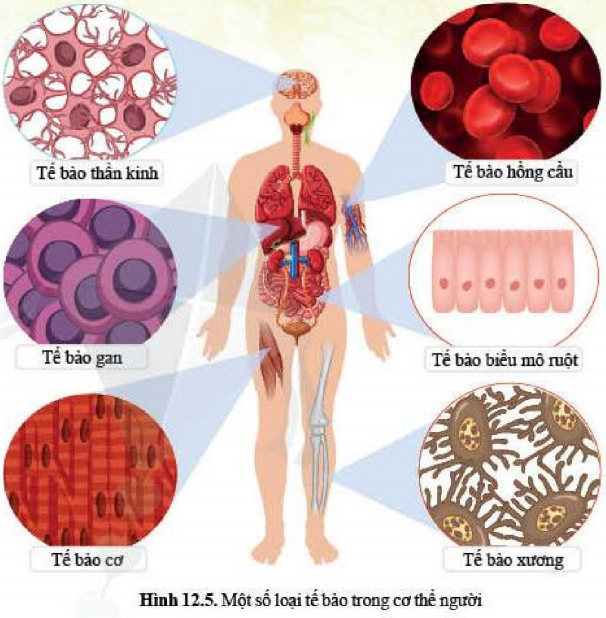 Tế bào thần kinh
Tế bào hồng cầu
Tế bào gan
Tế bào biểu mô ruột
Tế bào cơ
Tế bào xương
Hình 12.5. Một số loại tế bào trong cơ thể người